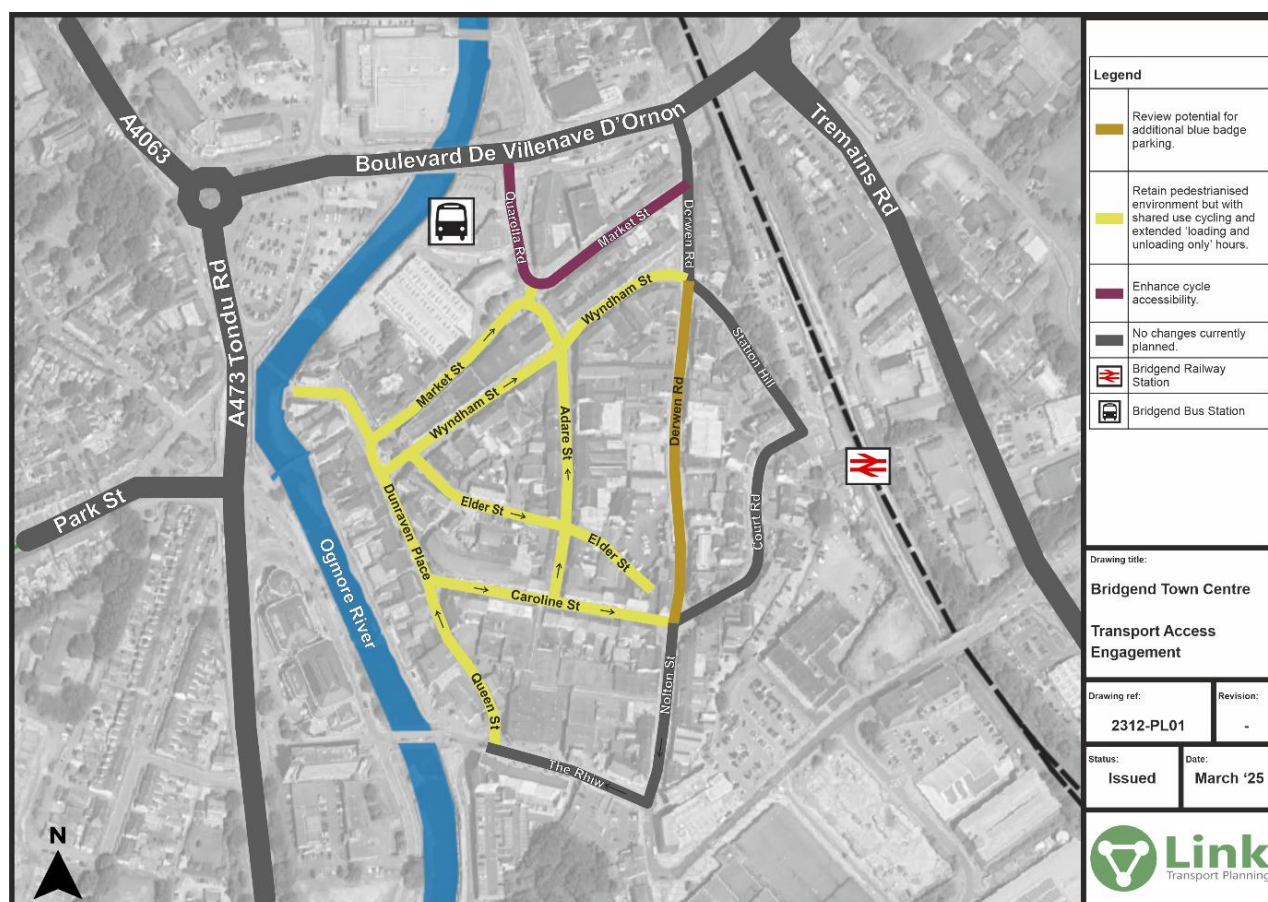 A4063
Boulevard De Villenave D'Ornon
Tremains Rd
Quarella Rd
Market St
Derwen Rd
A473 Tondu Rd
Wyndham St
Station Hill
Market St
Wyndham St
Adare St
Derwen Rd
Park St
Dunraven Place
Elder St
Elder St
Court Rd
Ogmore River
Caroline St
Queen St
Nolton St
The Rhiw
N
Legend
Review potential for
additional blue badge
parking.
Retain pedestrianised
environment but with
shared use cycling and
extended 'loading and
unloading only' hours.
Enhance cycle
accessibility.
No changes currently
planned.
Bridgend Railway
Station
Bridgend Bus Station
Drawing title:
Bridgend Town Centre
Transport Access
Engagement
Drawing ref:
2312-PL01
Revision:
-
Status:
Issued
Date:
March '25
Link
Transport Planning